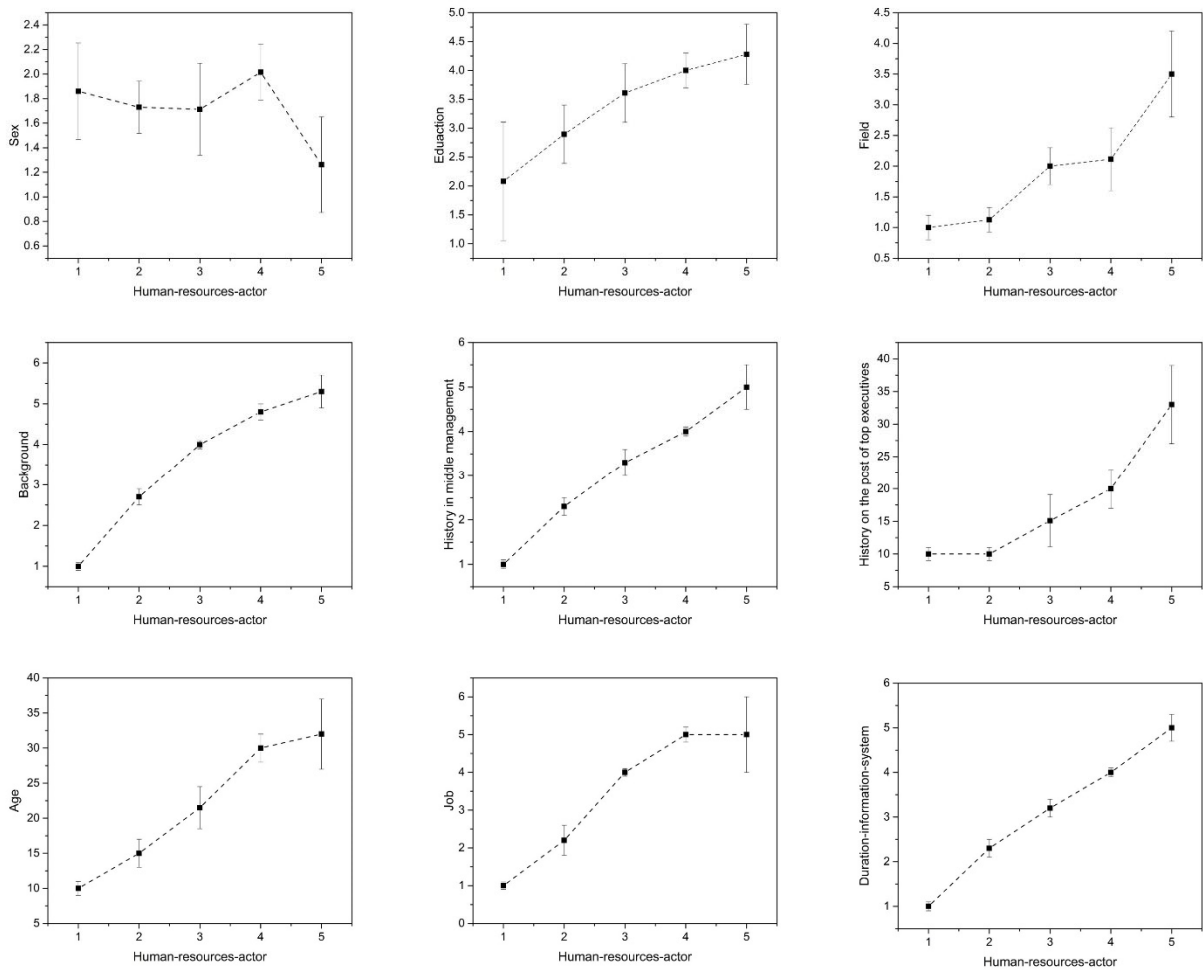 Sex
2.4
2.2
2.0
1.8
1.6
1.4
1.2
1.0
0.8
0.6
1 2 3 4 5
Human-resources-actor
Eduaction
5.0
4.5
4.0
3.5
3.0
2.5
2.0
1.5
1.0
1 2 3 4 5
Human-resources-actor
Field
4.5
4.0
3.5
3.0
2.5
2.0
1.5
1.0
0.5
1 2 3 4 5
Human-resources-actor
Background
6
5
4
3
2
1
1 2 3 4 5
Human-resources-actor
History in middle management
6
5
4
3
2
1
1 2 3 4 5
Human-resources-actor
History on the pcst of top executives
40
35
30
25
20
15
10
5
1 2 3 4 5
Human-resources-actor
Age
40
35
30
25
20
15
10
5
1 2 3 4 5
Human-resources-actor
Job
6
5
4
3
2
1
0
1 2 3 4 5
Human-resources-actor
Duration-information-system
6
5
4
3
2
1
1 2 3 4 5
Human-resources-actor